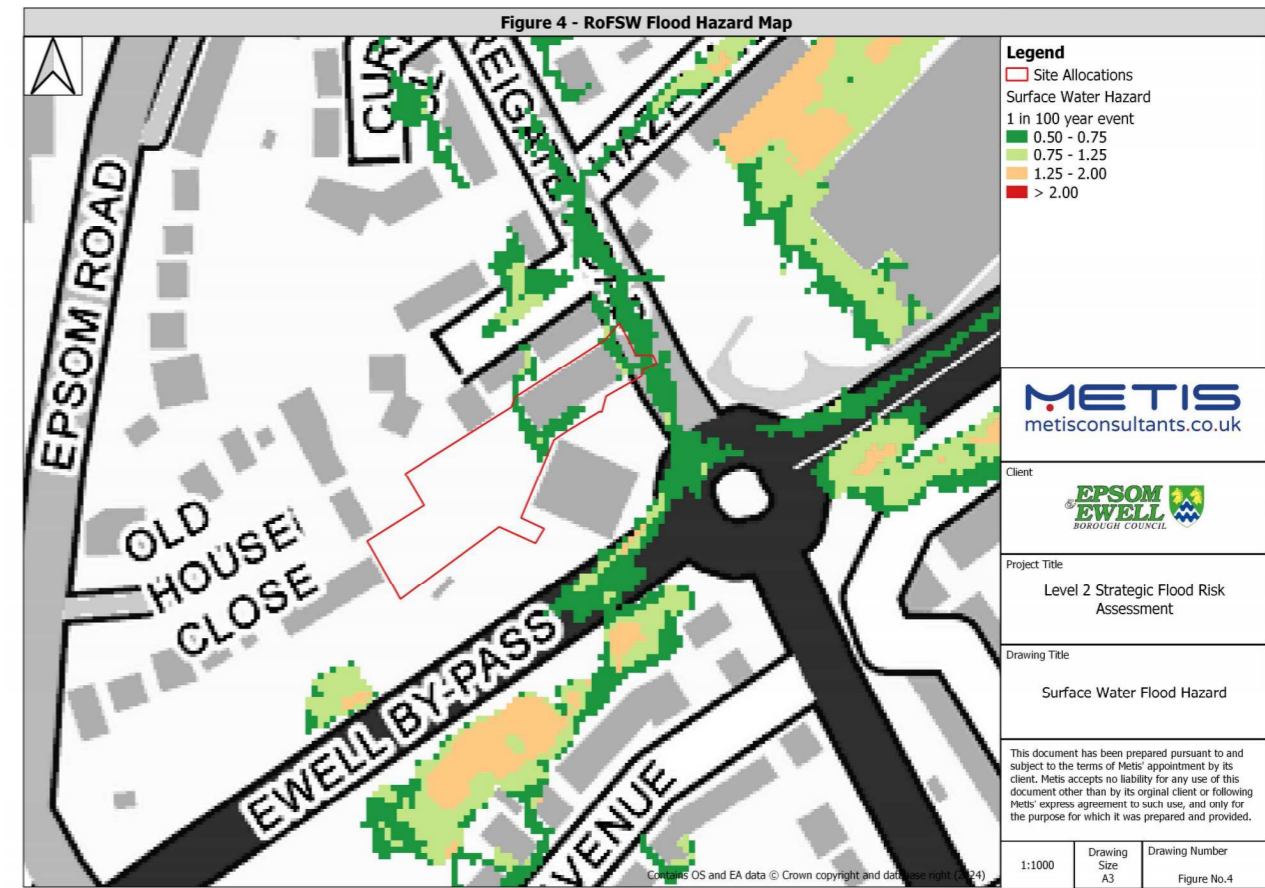 Figure 4 - RoFSW Flood Hazard Map
EPSOM ROAD
OLD
HOUSE
CLOSE
EWELL BY-PASS
Legend
Site Allocations
Surface Water Hazard
1 in 100 year event
0.50 - 0.75
0.75 - 1.25
1.25 - 2.00
> 2.00
METIS
metisconsultants.co.uk
Client
EPSOM
& EWELL
BOROUGH COUNCIL
Project Title
Level 2 Strategic Flood Risk
Assessment
Drawing Title
Surface Water Flood Hazard
This document has been prepared pursuant to and
subject to the terms of Metis' appointment by its
client. Metis accepts no liability for any use of this
document other than by its orginal client or following
Metis' express agreement to such use, and only for
the purpose for which it was prepared and provided.
1:1000
Drawing
Size
A3
Drawing Number
Figure No.4
Contains OS and EA data © Crown copyright and database right (2024)